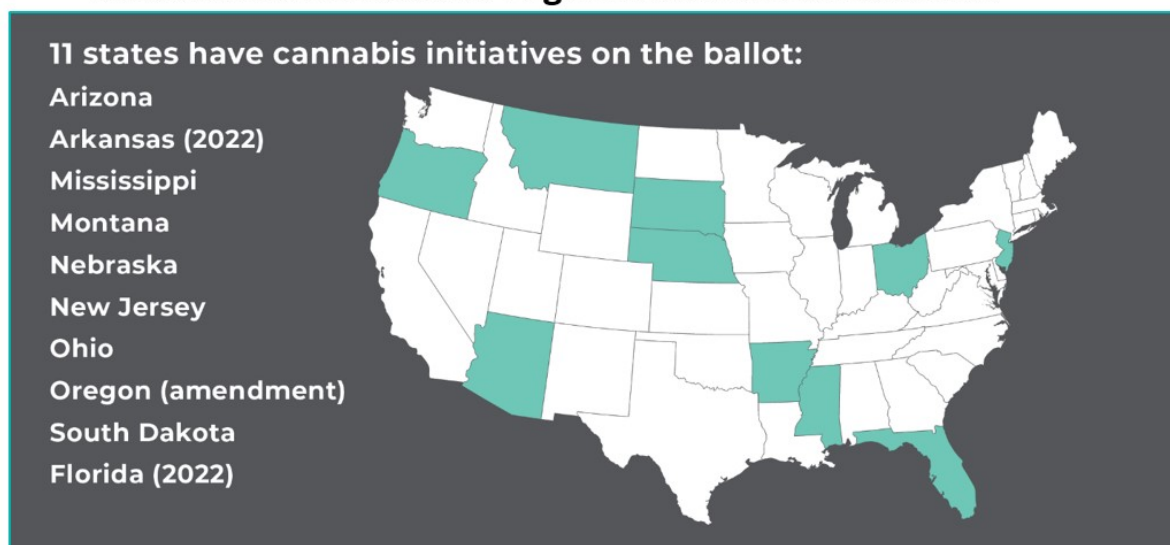 11 states have cannabis initiatives on the ballot:
Arizona
Arkansas (2022)
Mississippi
Montana
Nebraska
New Jersey
Ohio
Oregon (amendment)
South Dakota
Florida (2022)